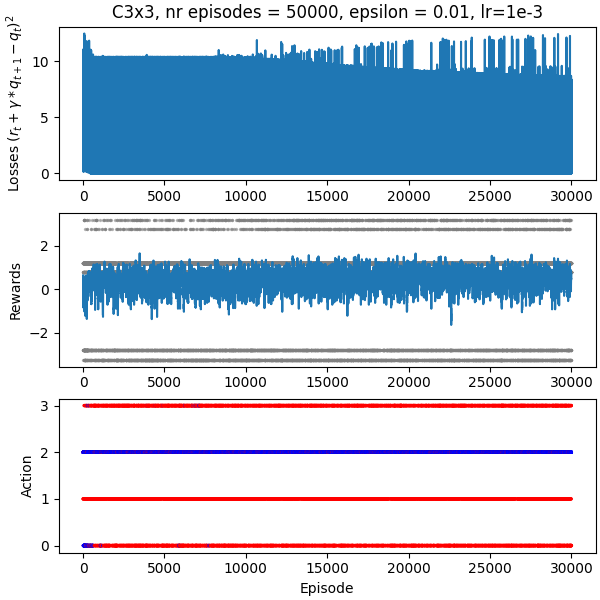 C3x3, nr episodes = 50000, epsilon = 0.01, lr=1e-3
Losses $(r_t + \gamma * q_{t+1} - q_t)^2$
10
5
0
0 5000 10000 15000 20000 25000 30000
Rewards
2
0
−2
0 5000 10000 15000 20000 25000 30000
Action
3
2
1
0
0 5000 10000 15000 20000 25000 30000
Episode